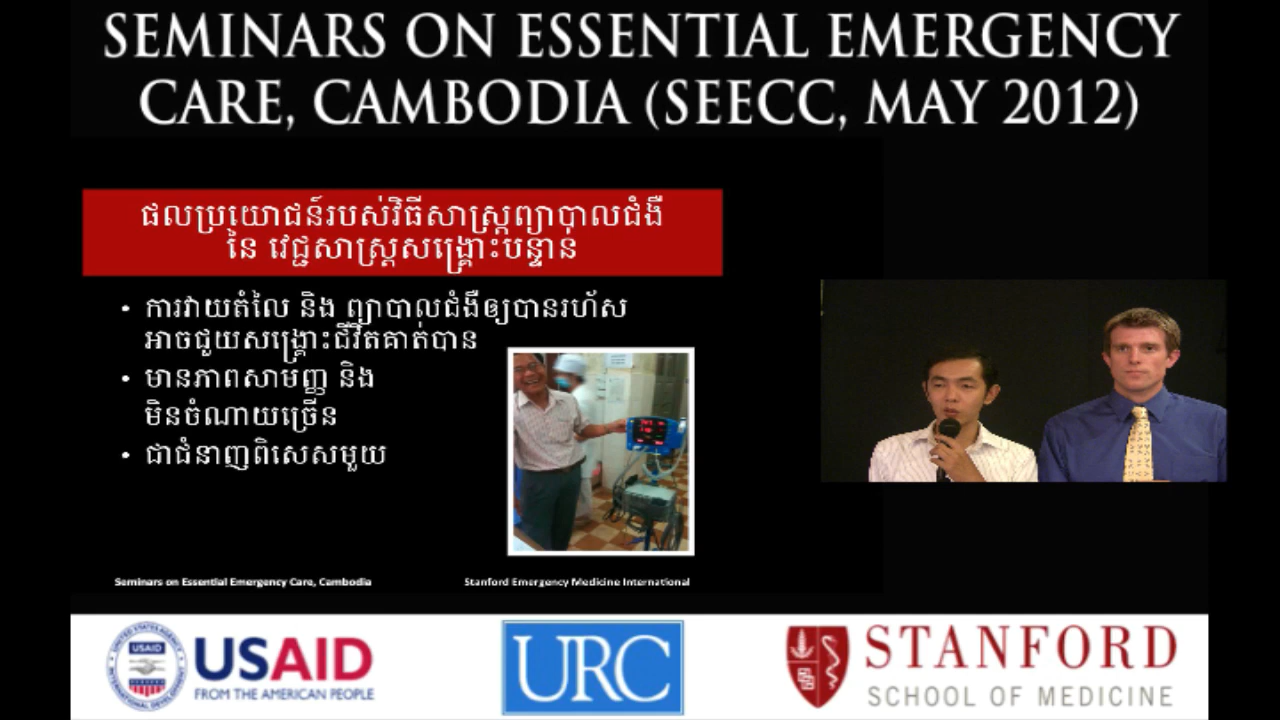 SEMINARS ON ESSENTIAL EMERGENCY
CARE, CAMBODIA (SEECC, MAY 2012)
ផលប្រយោជន៍របស់វិធីសាស្រ្តព្យាបាលជំងឺ
នៃ វេជ្ជសាស្រ្តសង្រ្គោះបន្ទាន់
• ការវាយតំលៃ និង ព្យាបាលជំងឺឲ្យបានរហ័ស
អាចជួយសង្រ្គោះជីវិតគាត់បាន
• មានភាពសាមញ្ញ និង
មិនចំណាយច្រើន
• ជាជំនាញពិសេសមួយ
Seminars on Essential Emergency Care, Cambodia
Stanford Emergency Medicine International
USAID
USAID
FROM THE AMERICAN PEOPLE
URC
STANFORD
SCHOOL OF MEDICINE